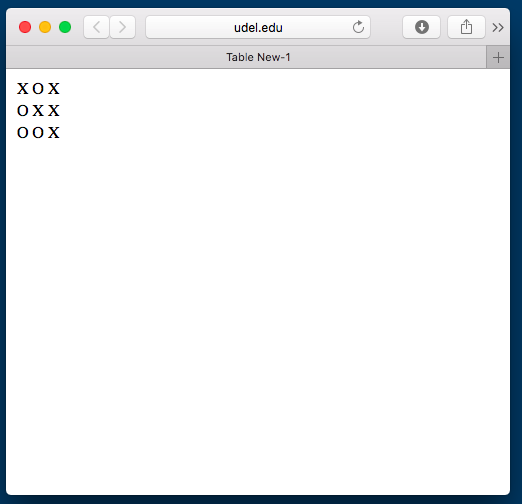 udel.edu
Table New-1
X O X
O X X
O O X